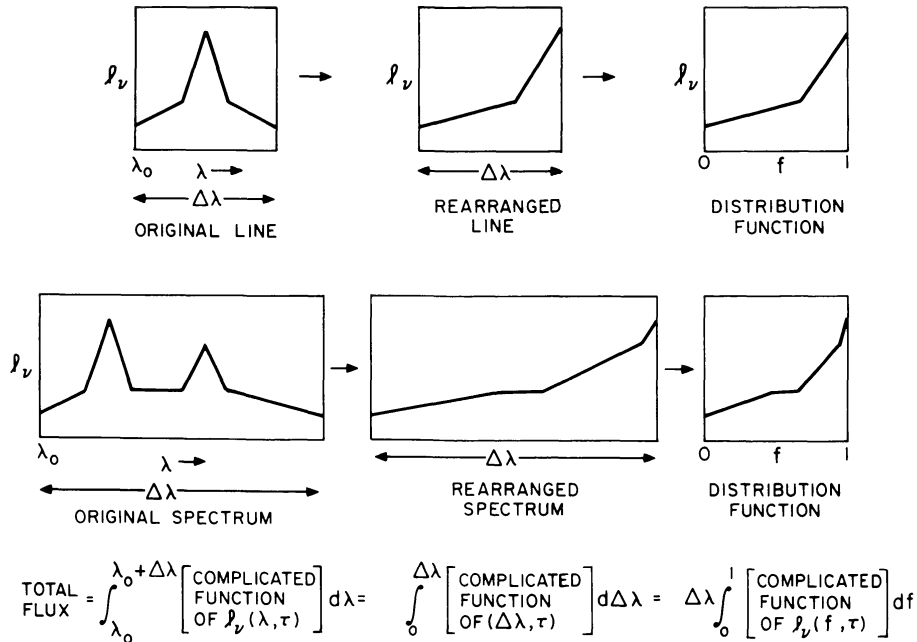 ℓν
λ₀ λ →
Δλ
ORIGINAL LINE
ℓν
Δλ
REARRANGED
LINE
ℓν
0 f 1
DISTRIBUTION
FUNCTION
ℓν
λ₀
λ →
Δλ
ORIGINAL SPECTRUM
Δλ
REARRANGED
SPECTRUM
0 f 1
DISTRIBUTION
FUNCTION
TOTAL FLUX = ∫_{λ₀}^{λ₀+Δλ} [COMPLICATED FUNCTION OF ℓν(λ,τ)] dλ = ∫_0^{Δλ} [COMPLICATED FUNCTION OF (Δλ,τ)] dΔλ = Δλ ∫_0^1 [COMPLICATED FUNCTION OF ℓν(f,τ)] df